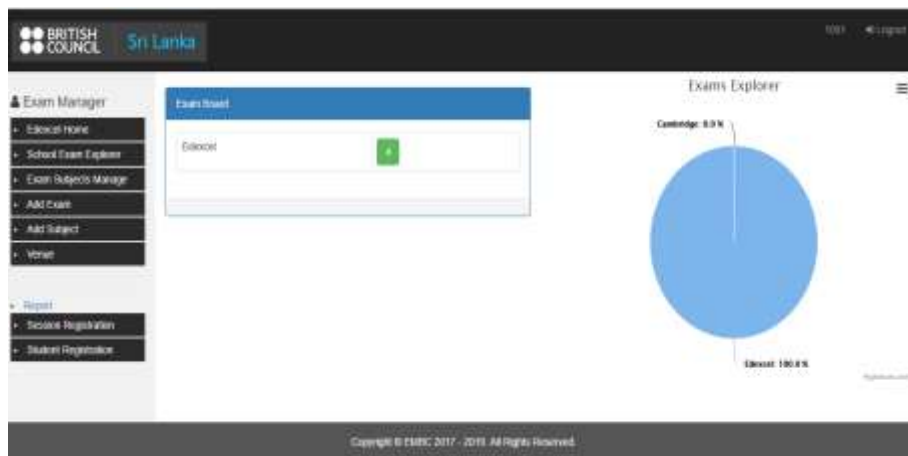 BRITISH
COUNCIL
Sri Lanka
Logout
Exam Manager
Edexcel Home
School Exam Explorer
Exam Subjects Manage
Add Exam
Add Subject
Venue
Report
Session Registration
Student Registration
Exam Board
Edexcel
Exams Explorer
Cambridge: 0.0 %
Edexcel: 100.0 %
Copyright © EMBC 2017 - 2019. All Rights Reserved.